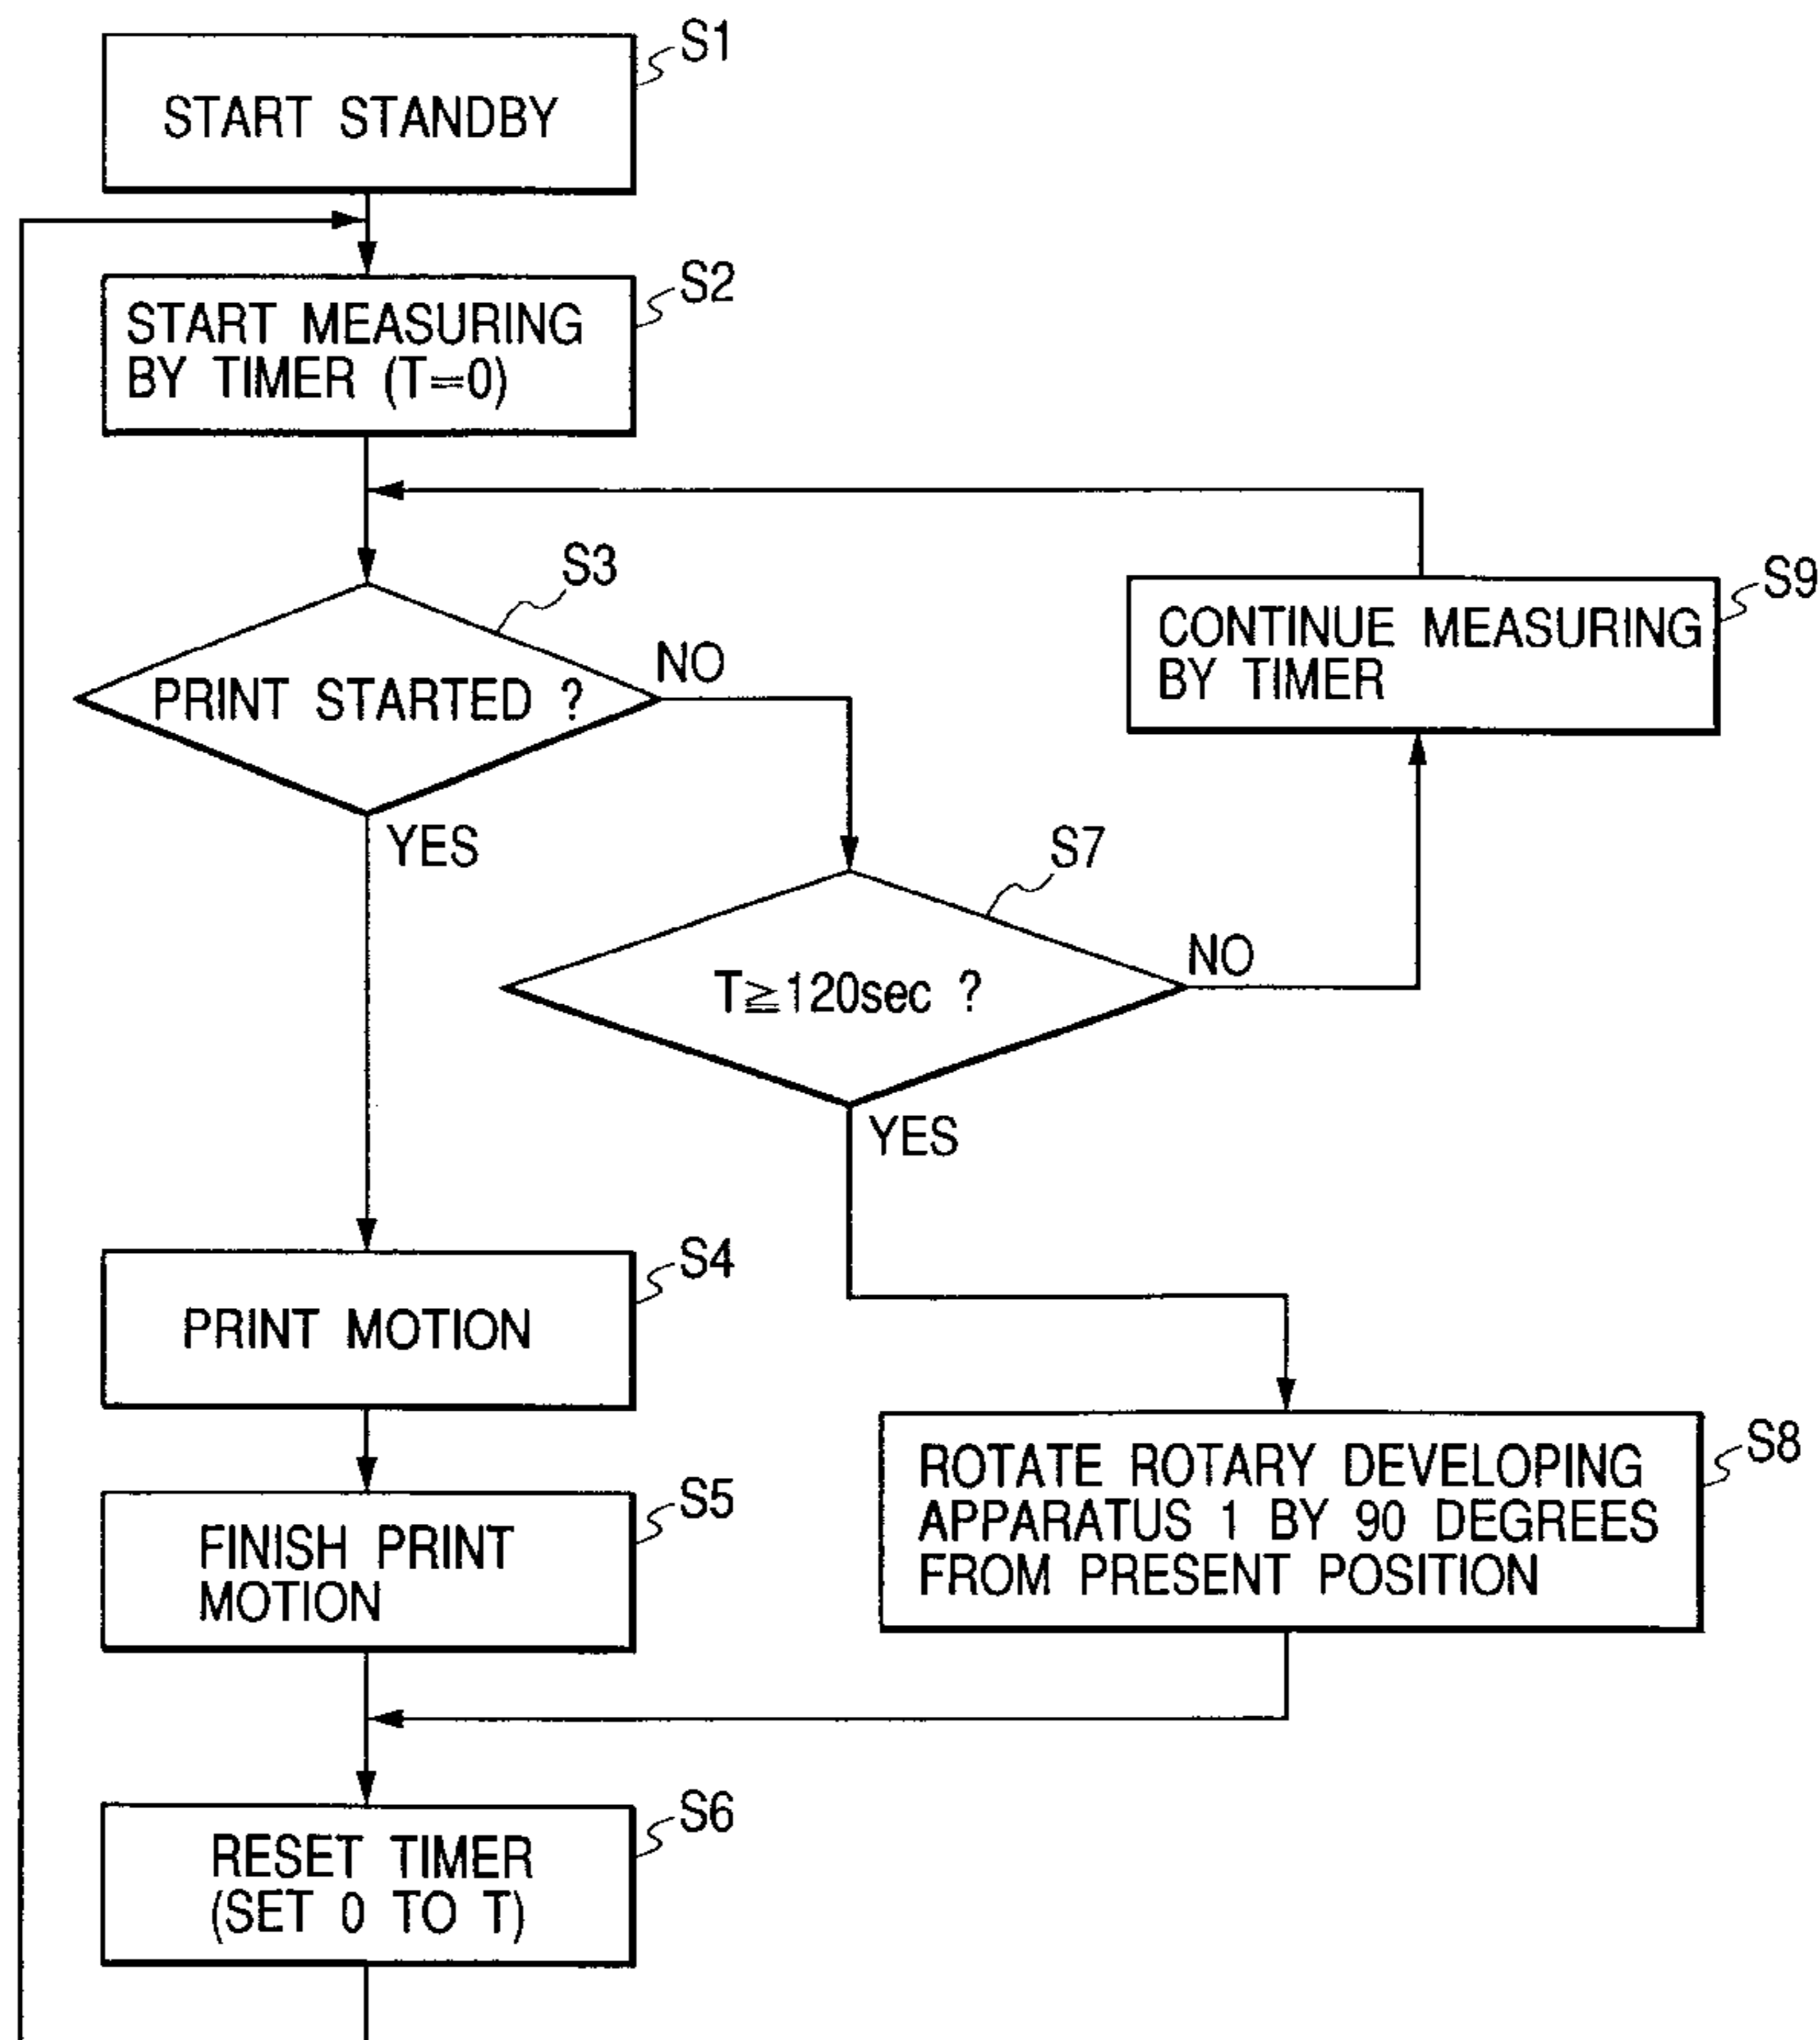 S1
START STANDBY
S2
START MEASURING
BY TIMER (T=0)
S3
PRINT STARTED ?
NO
YES
S9
CONTINUE MEASURING
BY TIMER
S7
T≧120sec ?
NO
YES
S4
PRINT MOTION
S5
FINISH PRINT
MOTION
S8
ROTATE ROTARY DEVELOPING
APPARATUS 1 BY 90 DEGREES
FROM PRESENT POSITION
S6
RESET TIMER
(SET 0 TO T)